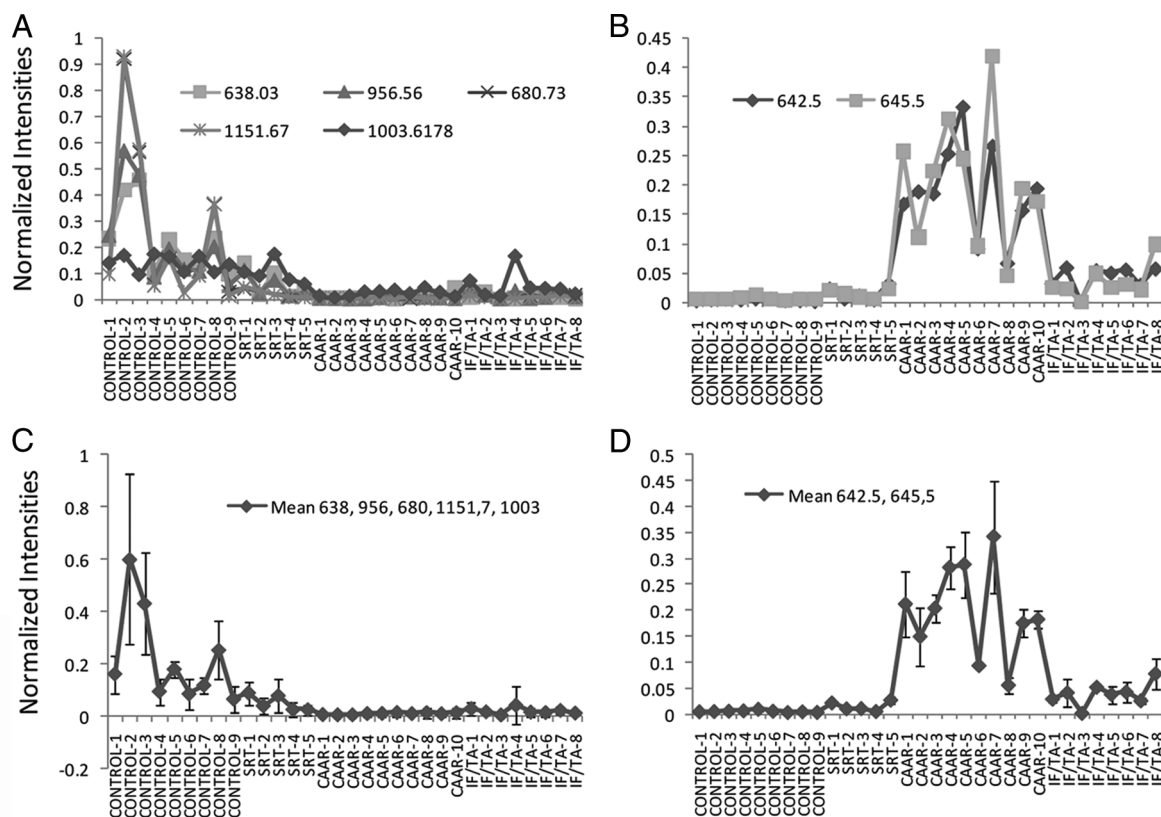 A
Normalized Intensities
1
0.9
0.8
0.7
0.6
0.5
0.4
0.3
0.2
0.1
0
638.03 956.56 680.73
1151.67 1003.6178
CONTROL-1
CONTROL-2
CONTROL-3
CONTROL-4
CONTROL-5
CONTROL-6
CONTROL-7
CONTROL-8
CONTROL-9
SRT-1
SRT-2
SRT-3
SRT-4
SRT-5
CAAR-1
CAAR-2
CAAR-3
CAAR-4
CAAR-5
CAAR-6
CAAR-7
CAAR-8
CAAR-9
CAAR-10
IF/TA-1
IF/TA-2
IF/TA-3
IF/TA-4
IF/TA-5
IF/TA-6
IF/TA-7
IF/TA-8
B
0.45
0.4
0.35
0.3
0.25
0.2
0.15
0.1
0.05
0
642.5 645.5
CONTROL-1
CONTROL-2
CONTROL-3
CONTROL-4
CONTROL-5
CONTROL-6
CONTROL-7
CONTROL-8
CONTROL-9
SRT-1
SRT-2
SRT-3
SRT-4
SRT-5
CAAR-1
CAAR-2
CAAR-3
CAAR-4
CAAR-5
CAAR-6
CAAR-7
CAAR-8
CAAR-9
CAAR-10
IF/TA-1
IF/TA-2
IF/TA-3
IF/TA-4
IF/TA-5
IF/TA-6
IF/TA-7
IF/TA-8
C
Normalized Intensities
1
0.8
0.6
0.4
0.2
0
-0.2
Mean 638, 956, 680, 1151,7, 1003
CONTROL-1
CONTROL-2
CONTROL-3
CONTROL-4
CONTROL-5
CONTROL-6
CONTROL-7
CONTROL-8
CONTROL-9
SRT-1
SRT-2
SRT-3
SRT-4
SRT-5
CAAR-1
CAAR-2
CAAR-3
CAAR-4
CAAR-5
CAAR-6
CAAR-7
CAAR-8
CAAR-9
CAAR-10
IF/TA-1
IF/TA-2
IF/TA-3
IF/TA-4
IF/TA-5
IF/TA-6
IF/TA-7
IF/TA-8
D
0.5
0.45
0.4
0.35
0.3
0.25
0.2
0.15
0.1
0.05
0
Mean 642.5, 645,5
CONTROL-1
CONTROL-2
CONTROL-3
CONTROL-4
CONTROL-5
CONTROL-6
CONTROL-7
CONTROL-8
CONTROL-9
SRT-1
SRT-2
SRT-3
SRT-4
SRT-5
CAAR-1
CAAR-2
CAAR-3
CAAR-4
CAAR-5
CAAR-6
CAAR-7
CAAR-8
CAAR-9
CAAR-10
IF/TA-1
IF/TA-2
IF/TA-3
IF/TA-4
IF/TA-5
IF/TA-6
IF/TA-7
IF/TA-8